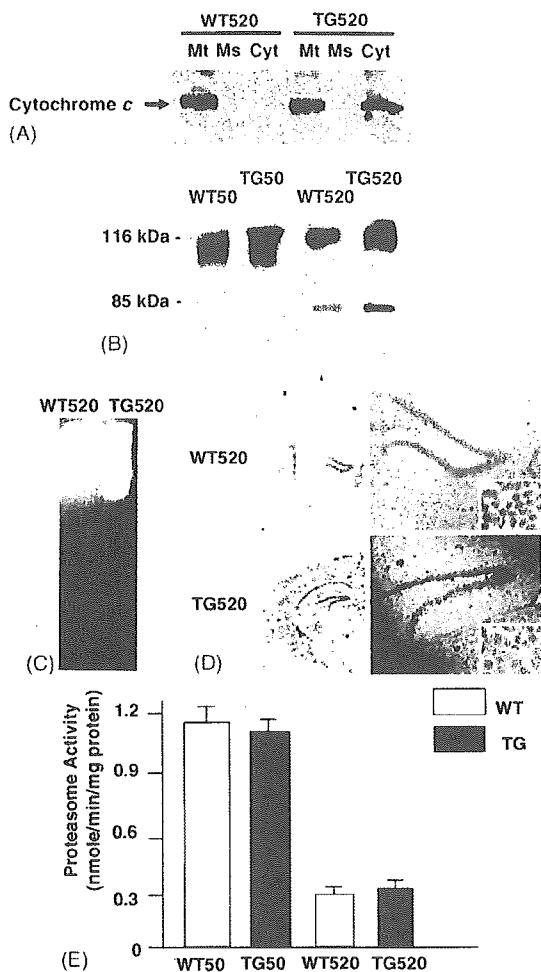 WT520 TG520
Mt Ms Cyt Mt Ms Cyt
Cytochrome c
(A)
WT50 TG50 WT520 TG520
116 kDa -
85 kDa -
(B)
WT520 TG520
WT520
TG520
(C) (D)
WT
TG
Proteasome Activity
(nmole/min/mg protein)
1.2
0.9
0.6
0.3
0
WT50 TG50 WT520 TG520
(E)